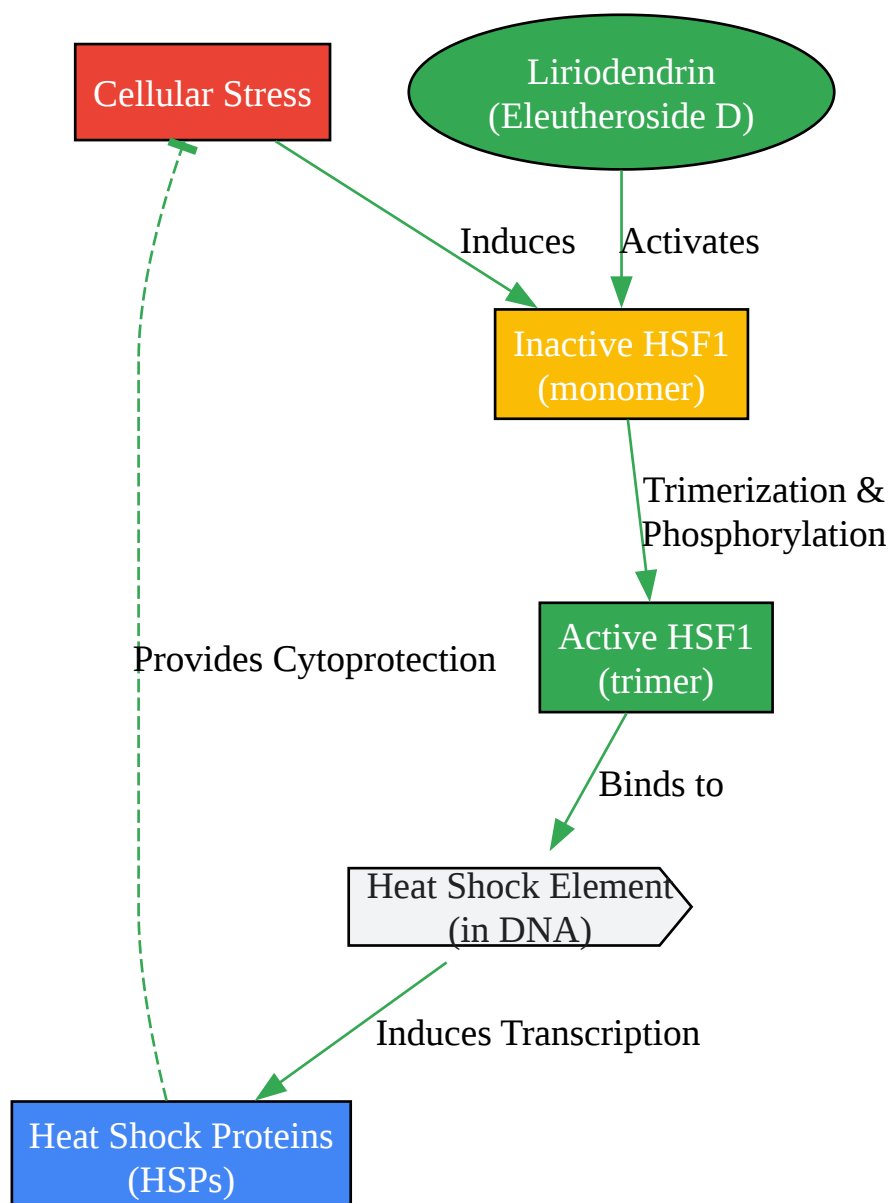 Cellular Stress
Liriodendrin
(Eleutheroside D)
Induces
Activates
Inactive HSF1
(monomer)
Trimerization &
Phosphorylation
Active HSF1
(trimer)
Provides Cytoprotection
Binds to
Heat Shock Element
(in DNA)
Induces Transcription
Heat Shock Proteins
(HSPs)